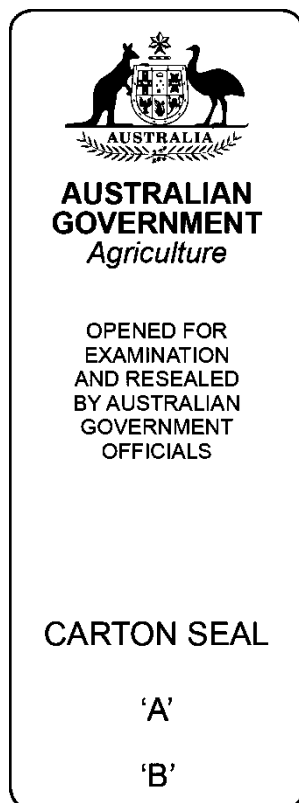 AUSTRALIA
AUSTRALIAN
GOVERNMENT
Agriculture
OPENED FOR
EXAMINATION
AND RESEALED
BY AUSTRALIAN
GOVERNMENT
OFFICIALS
CARTON SEAL
‘A’
‘B’